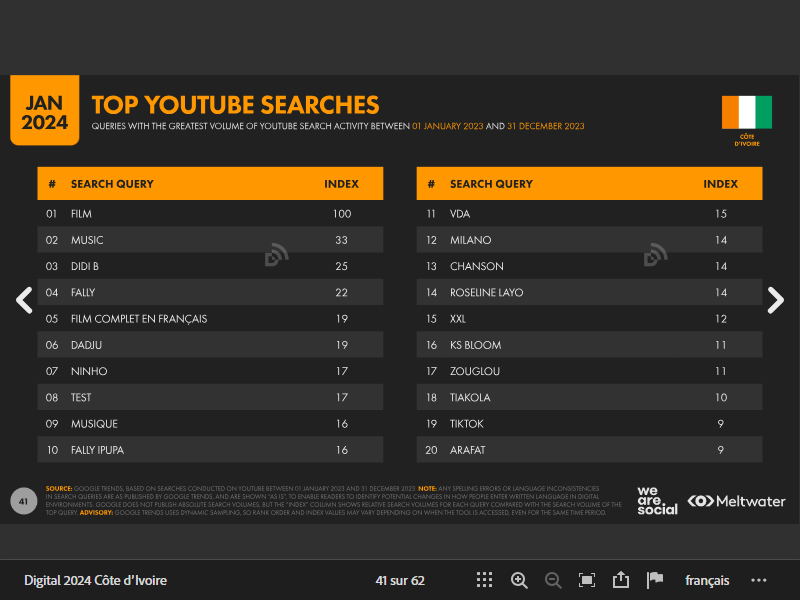 JAN
2024
TOP YOUTUBE SEARCHES
QUERIES WITH THE GREATEST VOLUME OF YOUTUBE SEARCH ACTIVITY BETWEEN 01 JANUARY 2023 AND 31 DECEMBER 2023
CÔTE
D'IVOIRE
# SEARCH QUERY INDEX
01 FILM 100
02 MUSIC 33
03 DIDI B 25
04 FALLY 22
05 FILM COMPLET EN FRANÇAIS 19
06 DADJU 19
07 NINHO 17
08 TEST 17
09 MUSIQUE 16
10 FALLY IPUPA 16
# SEARCH QUERY INDEX
11 VDA 15
12 MILANO 14
13 CHANSON 14
14 ROSELINE LAYO 14
15 XXL 12
16 KS BLOOM 11
17 ZOUGLOU 11
18 TIAKOLA 10
19 TIKTOK 9
20 ARAFAT 9
41
SOURCE: GOOGLE TRENDS, BASED ON SEARCHES CONDUCTED ON YOUTUBE BETWEEN 01 JANUARY 2023 AND 31 DECEMBER 2023. NOTE: ANY SPELLING ERRORS OR LANGUAGE INCONSISTENCIES
IN SEARCH QUERIES ARE AS PUBLISHED BY GOOGLE TRENDS, AND ARE SHOWN "AS IS", TO ENABLE READERS TO IDENTIFY POTENTIAL CHANGES IN HOW PEOPLE ENTER WRITTEN LANGUAGE IN DIGITAL
ENVIRONMENTS. GOOGLE DOES NOT PUBLISH ABSOLUTE SEARCH VOLUMES, BUT THE "INDEX" COLUMN SHOWS RELATIVE SEARCH VOLUMES FOR EACH QUERY COMPARED WITH THE SEARCH VOLUME OF THE
TOP QUERY. ADVISORY: GOOGLE TRENDS USES DYNAMIC SAMPLING, SO RANK ORDER AND INDEX VALUES MAY VARY DEPENDING ON WHEN THE TOOL IS ACCESSED, EVEN FOR THE SAME TIME PERIOD.
we
are.
social
Meltwater
Digital 2024 Côte d'Ivoire
41 sur 62
français